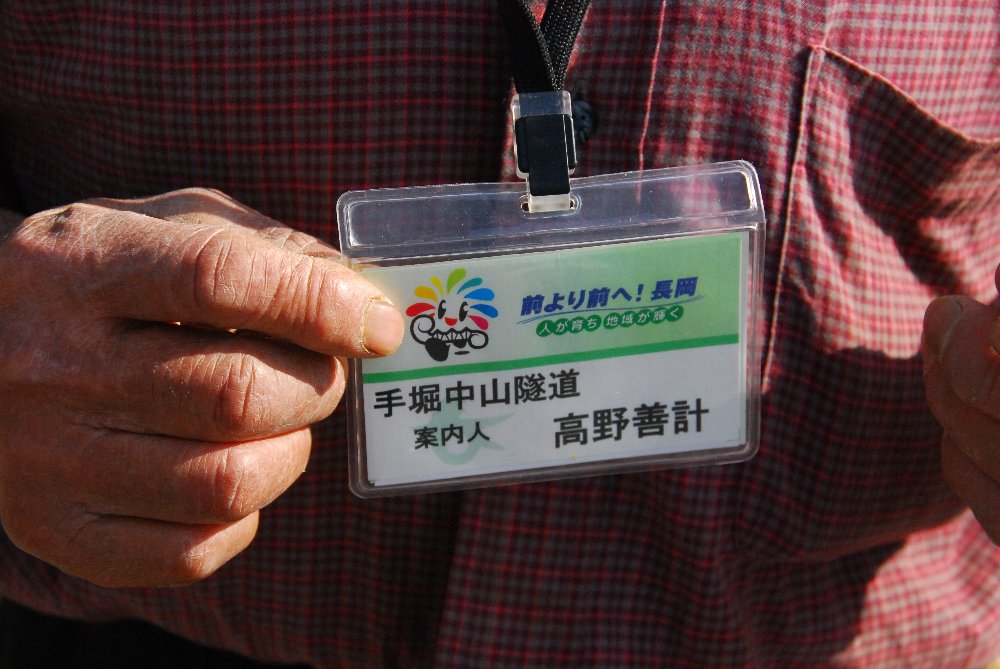 前より前へ!長岡
人が育ち地域が輝く
手堀中山隧道
案内人 高野善計